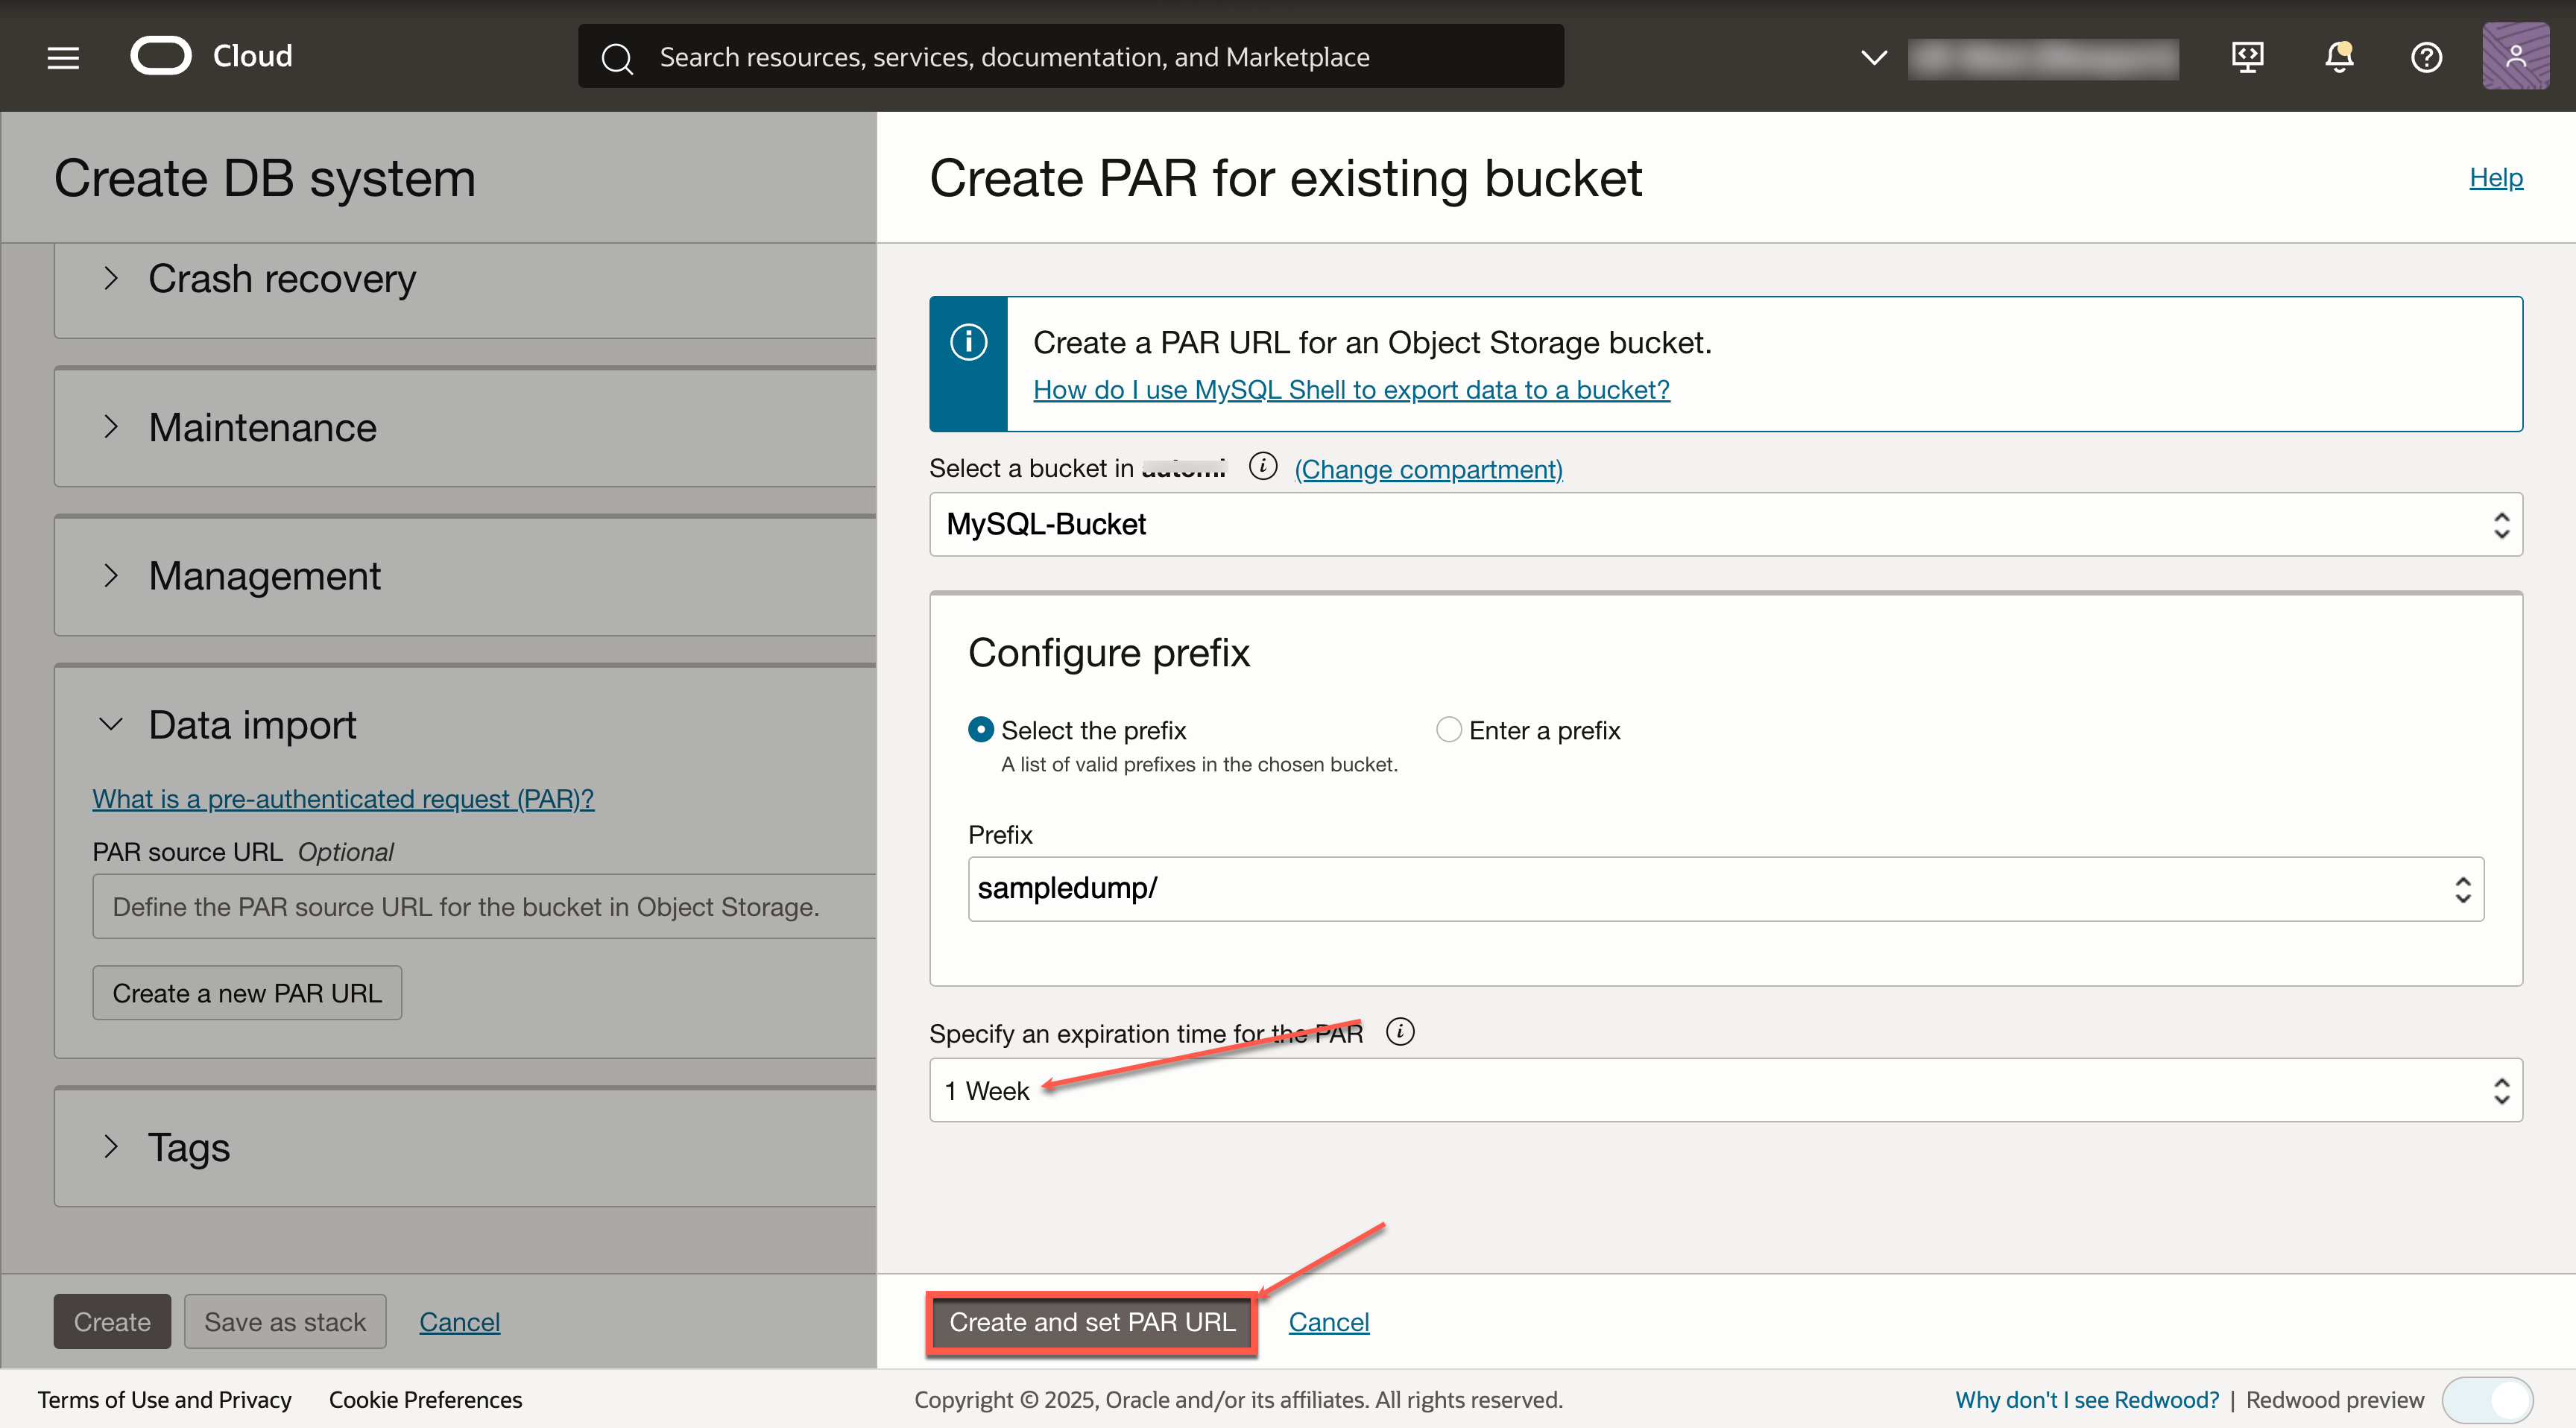 Cloud
Search resources, services, documentation, and Marketplace
Create DB system
Crash recovery
Maintenance
Management
Data import
What is a pre-authenticated request (PAR)?
PAR source URL Optional
Define the PAR source URL for the bucket in Object Storage.
Create a new PAR URL
Tags
Create
Save as stack
Cancel
Create PAR for existing bucket
Help
Create a PAR URL for an Object Storage bucket.
How do I use MySQL Shell to export data to a bucket?
Select a bucket in
(Change compartment)
MySQL-Bucket
Configure prefix
Select the prefix
A list of valid prefixes in the chosen bucket.
Enter a prefix
Prefix
sampledump/
Specify an expiration time for the PAR
1 Week
Create and set PAR URL
Cancel
Terms of Use and Privacy
Cookie Preferences
Copyright © 2025, Oracle and/or its affiliates. All rights reserved.
Why don't I see Redwood? | Redwood preview